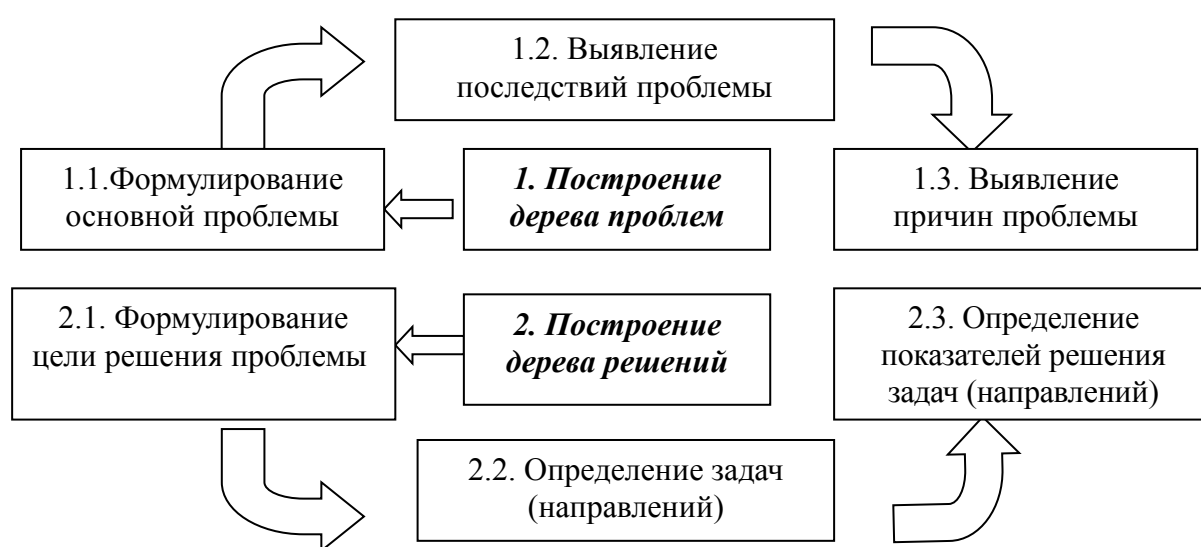 1.2. Выявление
последствий проблемы
1.1.Формулирование
основной проблемы
1. Построение
дерева проблем
1.3. Выявление
причин проблемы
2.1. Формулирование
цели решения проблемы
2. Построение
дерева решений
2.3. Определение
показателей решения
задач (направлений)
2.2. Определение задач
(направлений)